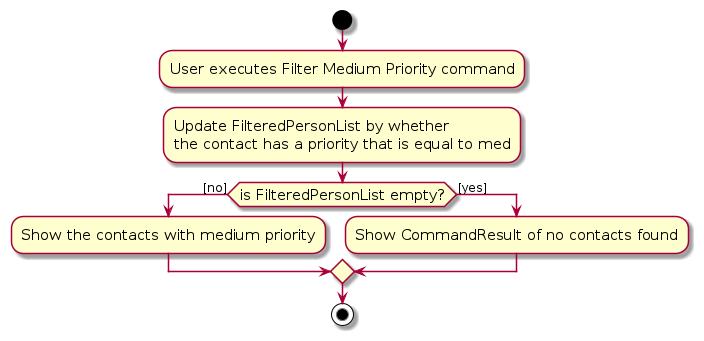 User executes Filter Medium Priority command
Update FilteredPersonList by whether
the contact has a priority that is equal to med
[no]
is FilteredPersonList empty?
[yes]
Show the contacts with medium priority
Show CommandResult of no contacts found